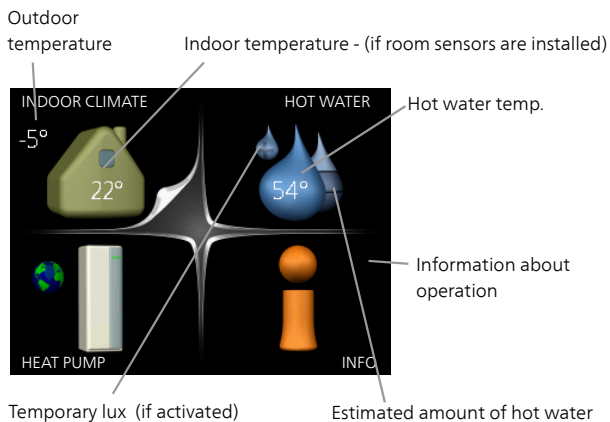 Outdoor
temperature
Indoor temperature - (if room sensors are installed)
INDOOR CLIMATE
HOT WATER
Hot water temp.
-5°
22°
54°
Information about
operation
HEAT PUMP
INFO
Temporary lux (if activated)
Estimated amount of hot water